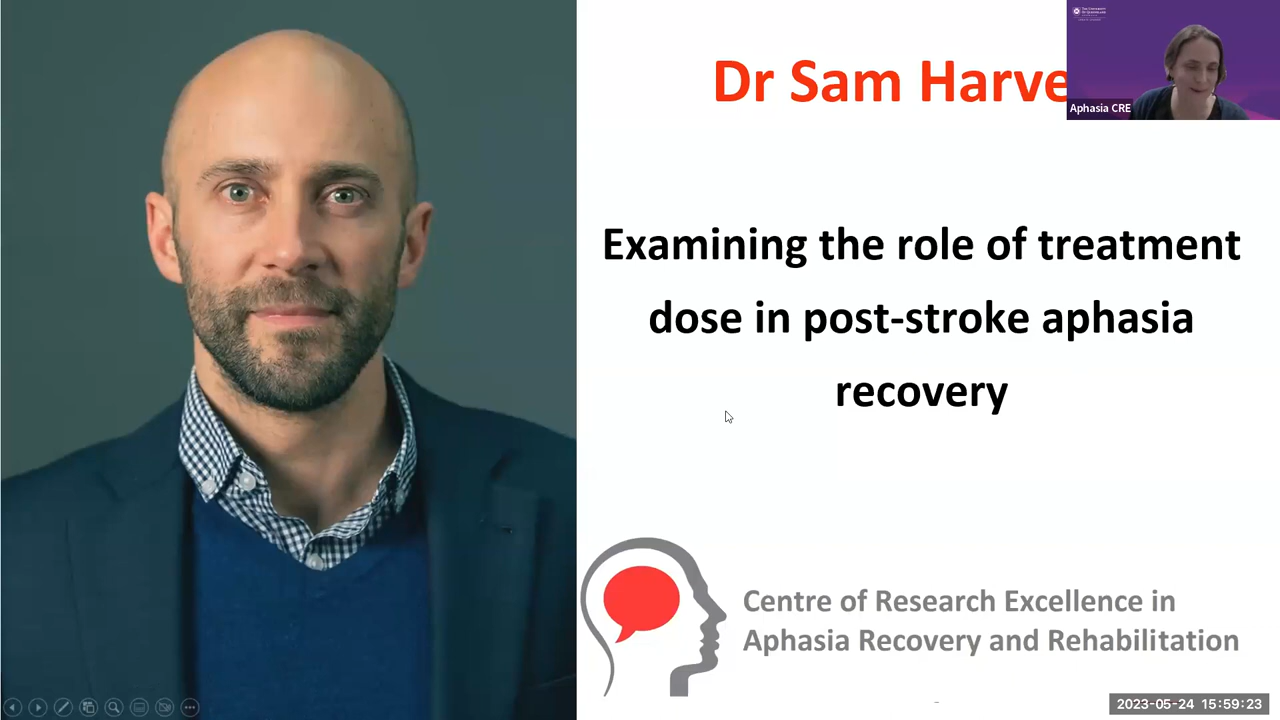 Dr Sam Harve
Aphasia CRE
Examining the role of treatment
dose in post-stroke aphasia
recovery
Centre of Research Excellence in
Aphasia Recovery and Rehabilitation
2023-05-24 15:59:23